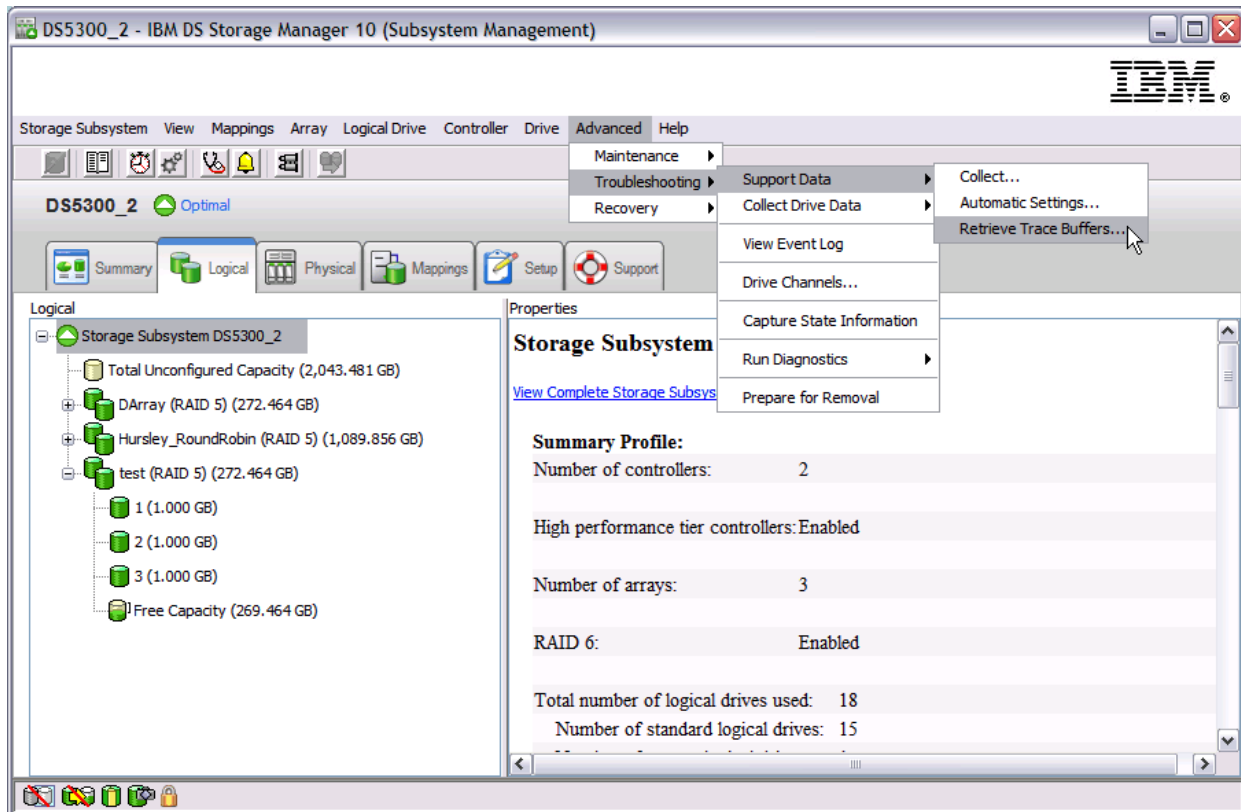 DS5300_2 - IBM DS Storage Manager 10 (Subsystem Management)
IBM®
Storage Subsystem View Mappings Array Logical Drive Controller Drive Advanced Help
Maintenance
Troubleshooting
Recovery
Support Data
Collect Drive Data
View Event Log
Drive Channels...
Capture State Information
Run Diagnostics
Prepare for Removal
Collect...
Automatic Settings...
Retrieve Trace Buffers...
DS5300_2 Optimal
Summary Logical Physical Mappings Setup Support
Logical
Storage Subsystem DS5300_2
Total Unconfigured Capacity (2,043.481 GB)
DArray (RAID 5) (272.464 GB)
Hursley_RoundRobin (RAID 5) (1,089.856 GB)
test (RAID 5) (272.464 GB)
1 (1.000 GB)
2 (1.000 GB)
3 (1.000 GB)
Free Capacity (269.464 GB)
Properties
Storage Subsystem
View Complete Storage Subsys
Summary Profile:
Number of controllers: 2
High performance tier controllers: Enabled
Number of arrays: 3
RAID 6: Enabled
Total number of logical drives used: 18
Number of standard logical drives: 15